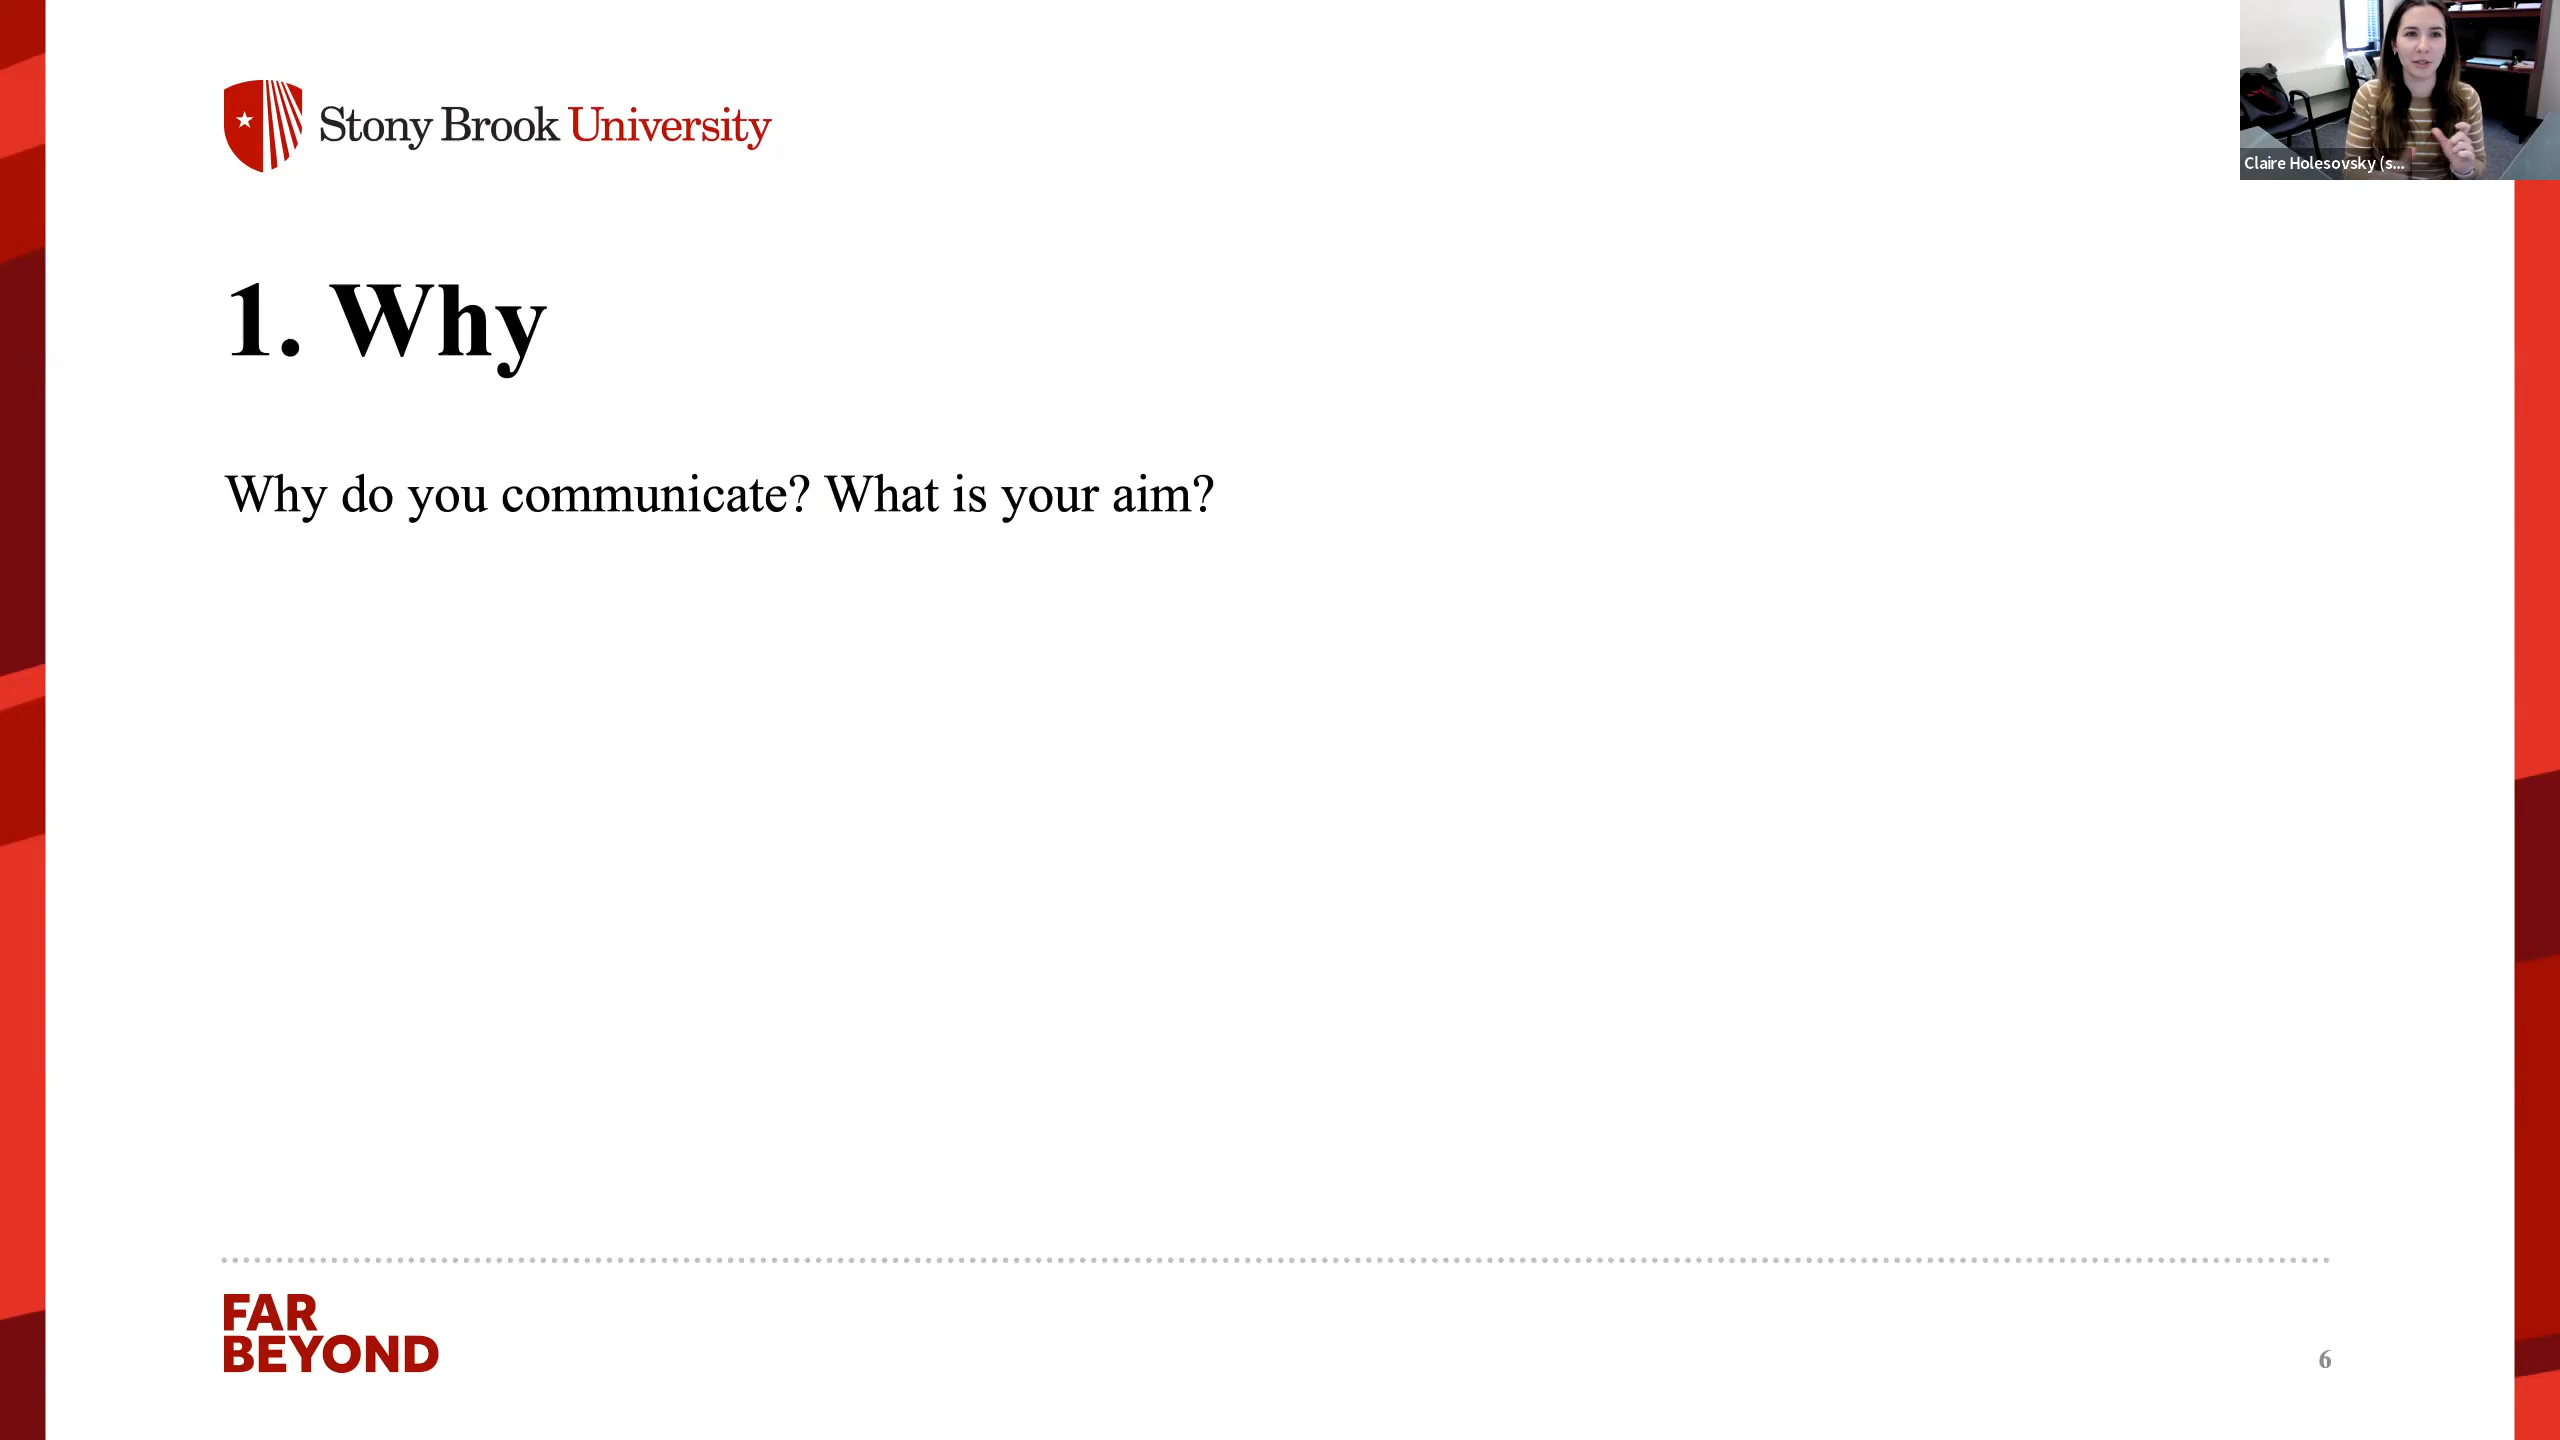 Stony Brook University
Claire Holesovsky (s...
1. Why
Why do you communicate? What is your aim?
FAR
BEYOND
6